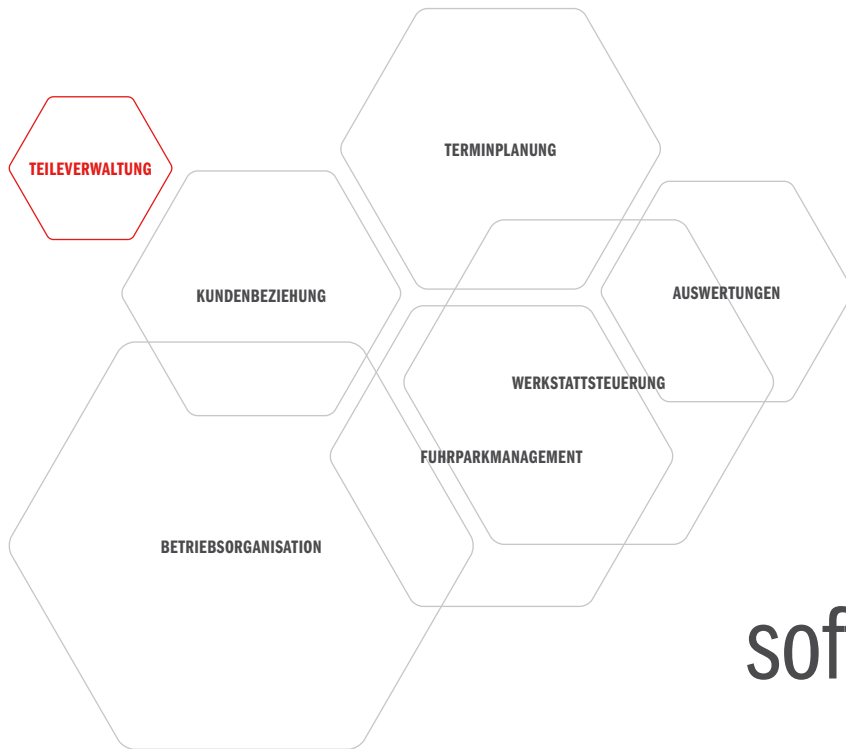 TERMINPLANUNG
TEILEVERWALTUNG
KUNDENBEZIEHUNG
AUSWERTUNGEN
WERKSTATTSTEUERUNG
FUHRPARKMANAGEMENT
BETRIEBSORGANISATION
sof